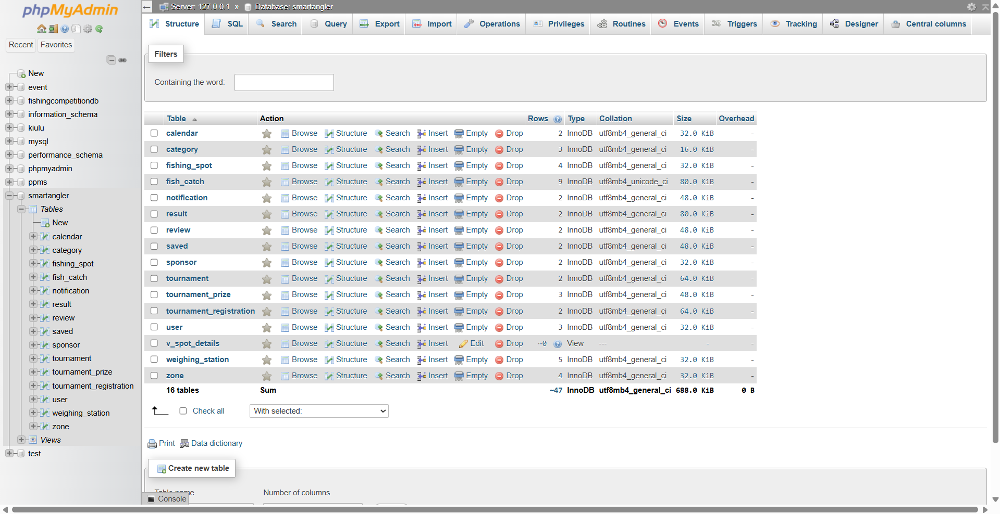 phpMyAdmin
Recent Favorites
New
event
fishingcompetitiondb
information_schema
kiulu
mysql
performance_schema
phpmyadmin
ppms
smartangler
Tables
New
calendar
category
fishing_spot
fish_catch
notification
result
review
saved
sponsor
tournament
tournament_prize
tournament_registration
user
weighing_station
zone
Views
test
Server: 127.0.0.1 » Database: smartangler
Structure SQL Search Query Export Import Operations Privileges Routines Events Triggers Tracking Designer Central columns
Filters
Containing the word:
Table Action Rows Type Collation Size Overhead
calendar Browse Structure Search Insert Empty Drop 2 InnoDB utf8mb4_general_ci 32.0 KiB -
category Browse Structure Search Insert Empty Drop 3 InnoDB utf8mb4_general_ci 16.0 KiB -
fishing_spot Browse Structure Search Insert Empty Drop 4 InnoDB utf8mb4_general_ci 32.0 KiB -
fish_catch Browse Structure Search Insert Empty Drop 9 InnoDB utf8mb4_unicode_ci 80.0 KiB -
notification Browse Structure Search Insert Empty Drop 2 InnoDB utf8mb4_general_ci 48.0 KiB -
result Browse Structure Search Insert Empty Drop 2 InnoDB utf8mb4_general_ci 80.0 KiB -
review Browse Structure Search Insert Empty Drop 2 InnoDB utf8mb4_general_ci 48.0 KiB -
saved Browse Structure Search Insert Empty Drop 2 InnoDB utf8mb4_general_ci 48.0 KiB -
sponsor Browse Structure Search Insert Empty Drop 2 InnoDB utf8mb4_general_ci 32.0 KiB -
tournament Browse Structure Search Insert Empty Drop 2 InnoDB utf8mb4_general_ci 64.0 KiB -
tournament_prize Browse Structure Search Insert Empty Drop 3 InnoDB utf8mb4_general_ci 48.0 KiB -
tournament_registration Browse Structure Search Insert Empty Drop 2 InnoDB utf8mb4_general_ci 64.0 KiB -
user Browse Structure Search Insert Empty Drop 3 InnoDB utf8mb4_general_ci 32.0 KiB -
v_spot_details Browse Structure Search Insert Edit Drop ~0 View --- - -
weighing_station Browse Structure Search Insert Empty Drop 5 InnoDB utf8mb4_general_ci 32.0 KiB -
zone Browse Structure Search Insert Empty Drop 4 InnoDB utf8mb4_general_ci 32.0 KiB -
16 tables Sum ~47 InnoDB utf8mb4_general_ci 688.0 KiB 0 B
Check all With selected:
Print Data dictionary
Create new table
Table name Number of columns
Console